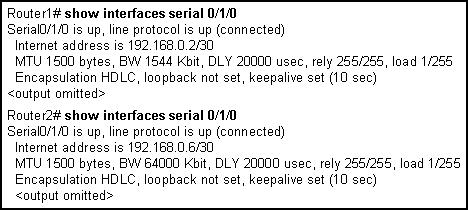 Router1# show interfaces serial 0/1/0
Serial0/1/0 is up, line protocol is up (connected)
Internet address is 192.168.0.2/30
MTU 1500 bytes, BW 1544 Kbit, DLY 20000 usec, rely 255/255, load 1/255
Encapsulation HDLC, loopback not set, keepalive set (10 sec)
<output omitted>
Router2# show interfaces serial 0/1/0
Serial0/1/0 is up, line protocol is up (connected)
Internet address is 192.168.0.6/30
MTU 1500 bytes, BW 64000 Kbit, DLY 20000 usec, rely 255/255, load 1/255
Encapsulation HDLC, loopback not set, keepalive set (10 sec)
<output omitted>